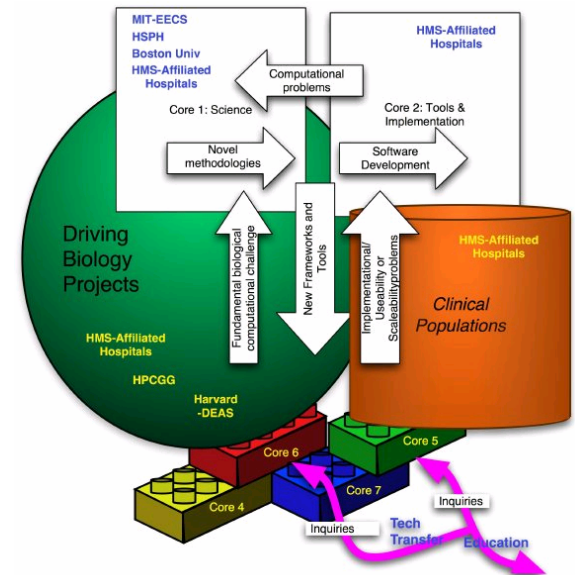 MIT-EECS
HSPH
Boston Univ
HMS-Affiliated
Hospitals
Core 1: Science
HMS-Affiliated
Hospitals
Computational
problems
Core 2: Tools &
Implementation
Novel
methodologies
Software
Development
Driving
Biology
Projects
HMS-Affiliated
Hospitals
HPCGG
Harvard
-DEAS
Fundamental biological
computational challenge
New Frameworks and
Tools
Implementational/
Useability or
Scaleabilityproblems
HMS-Affiliated
Hospitals
Clinical
Populations
Core 6
Core 5
Core 4
Core 7
Inquiries
Inquiries
Tech
Transfer
Education